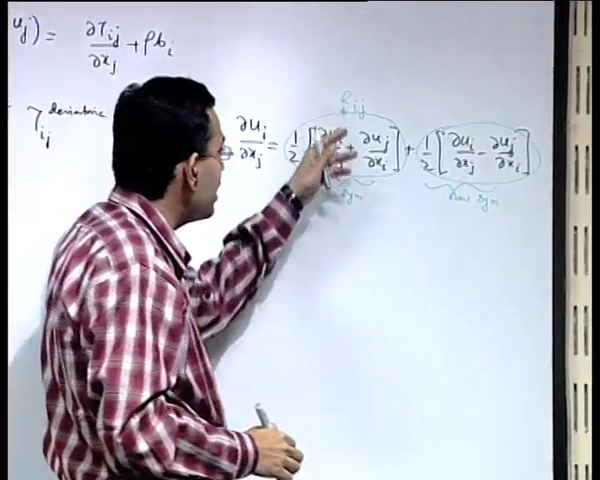 u_j) = ∂τ_ij/∂x_j + ρb_i
e_ij
τ_ij^deviatoric
∂u_i/∂x_j = 1/2 [∂u_i + ∂u_j/∂x_i] + 1/2 [∂u_i/∂x_j - ∂u_j/∂x_i]
sym
skew sym